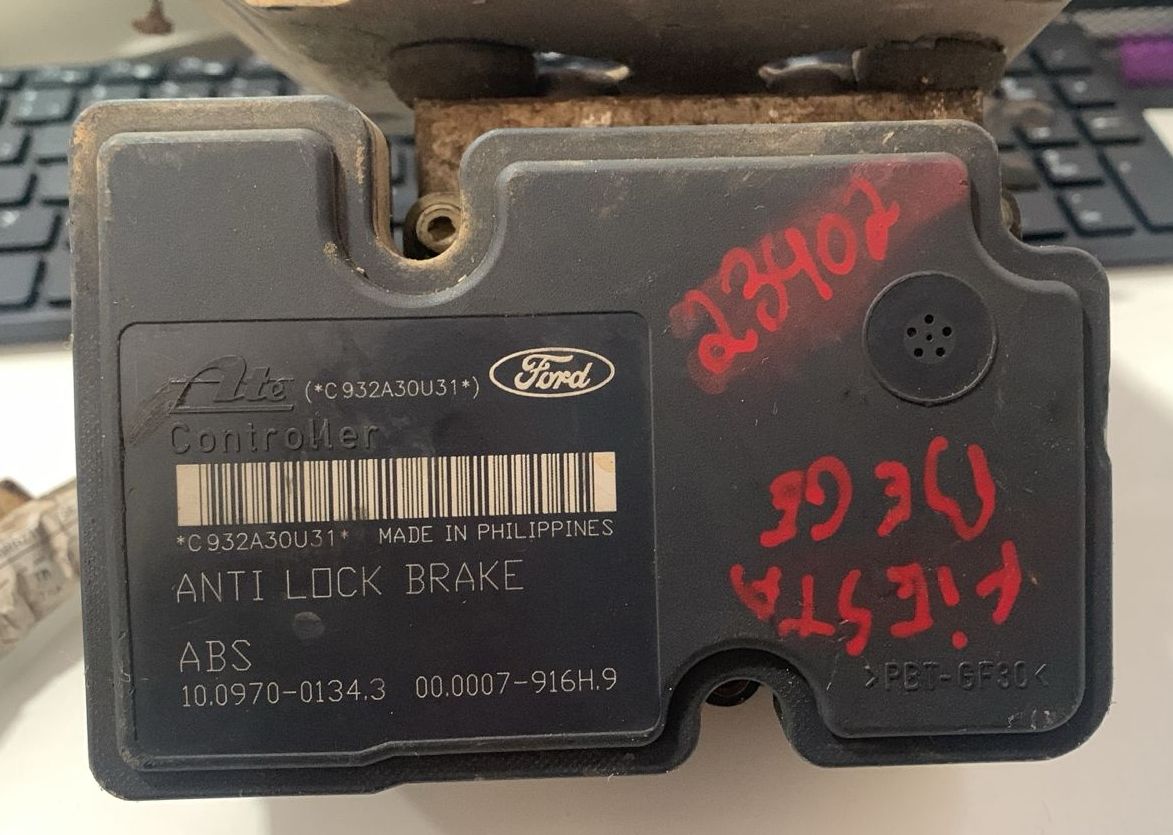 Ate (*C932A30U31*) Ford
Controller
*C932A30U31* MADE IN PHILIPPINES
ANTI LOCK BRAKE
ABS
10.0970-0134.3 00.0007-916H.9
23402
FiESTA
>PBT-GF30<